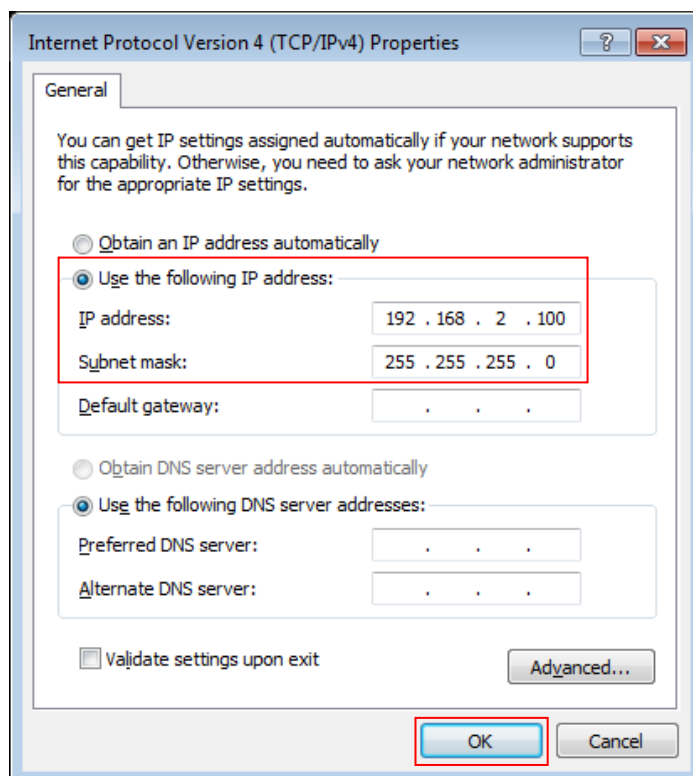 Internet Protocol Version 4 (TCP/IPv4) Properties
General
You can get IP settings assigned automatically if your network supports
this capability. Otherwise, you need to ask your network administrator
for the appropriate IP settings.
Obtain an IP address automatically
Use the following IP address:
IP address: 192 . 168 . 2 . 100
Subnet mask: 255 . 255 . 255 . 0
Default gateway: . . .
Obtain DNS server address automatically
Use the following DNS server addresses:
Preferred DNS server: . . .
Alternate DNS server: . . .
Validate settings upon exit
Advanced...
OK Cancel